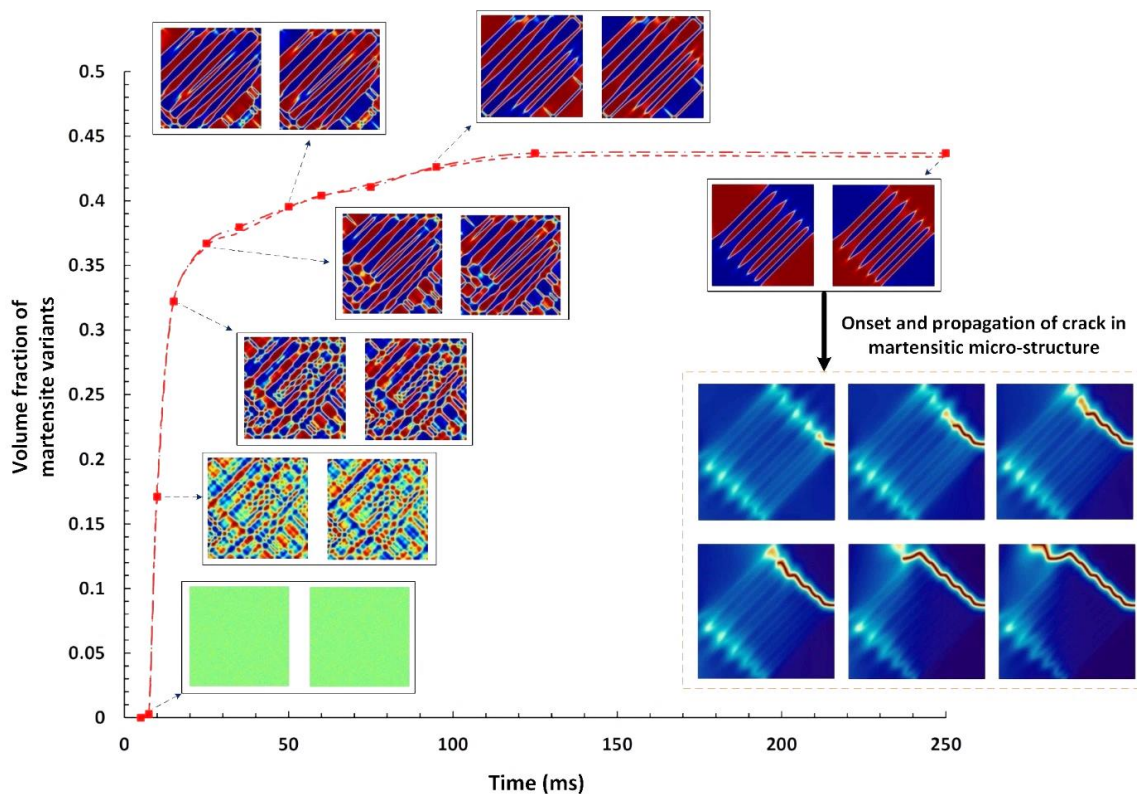 0.5
0.45
0.4
0.35
0.3
0.25
0.2
0.15
0.1
0.05
0
Volume fraction of
martensite variants
Onset and propagation of crack in
martensitic micro-structure
0 50 100 150 200 250
Time (ms)